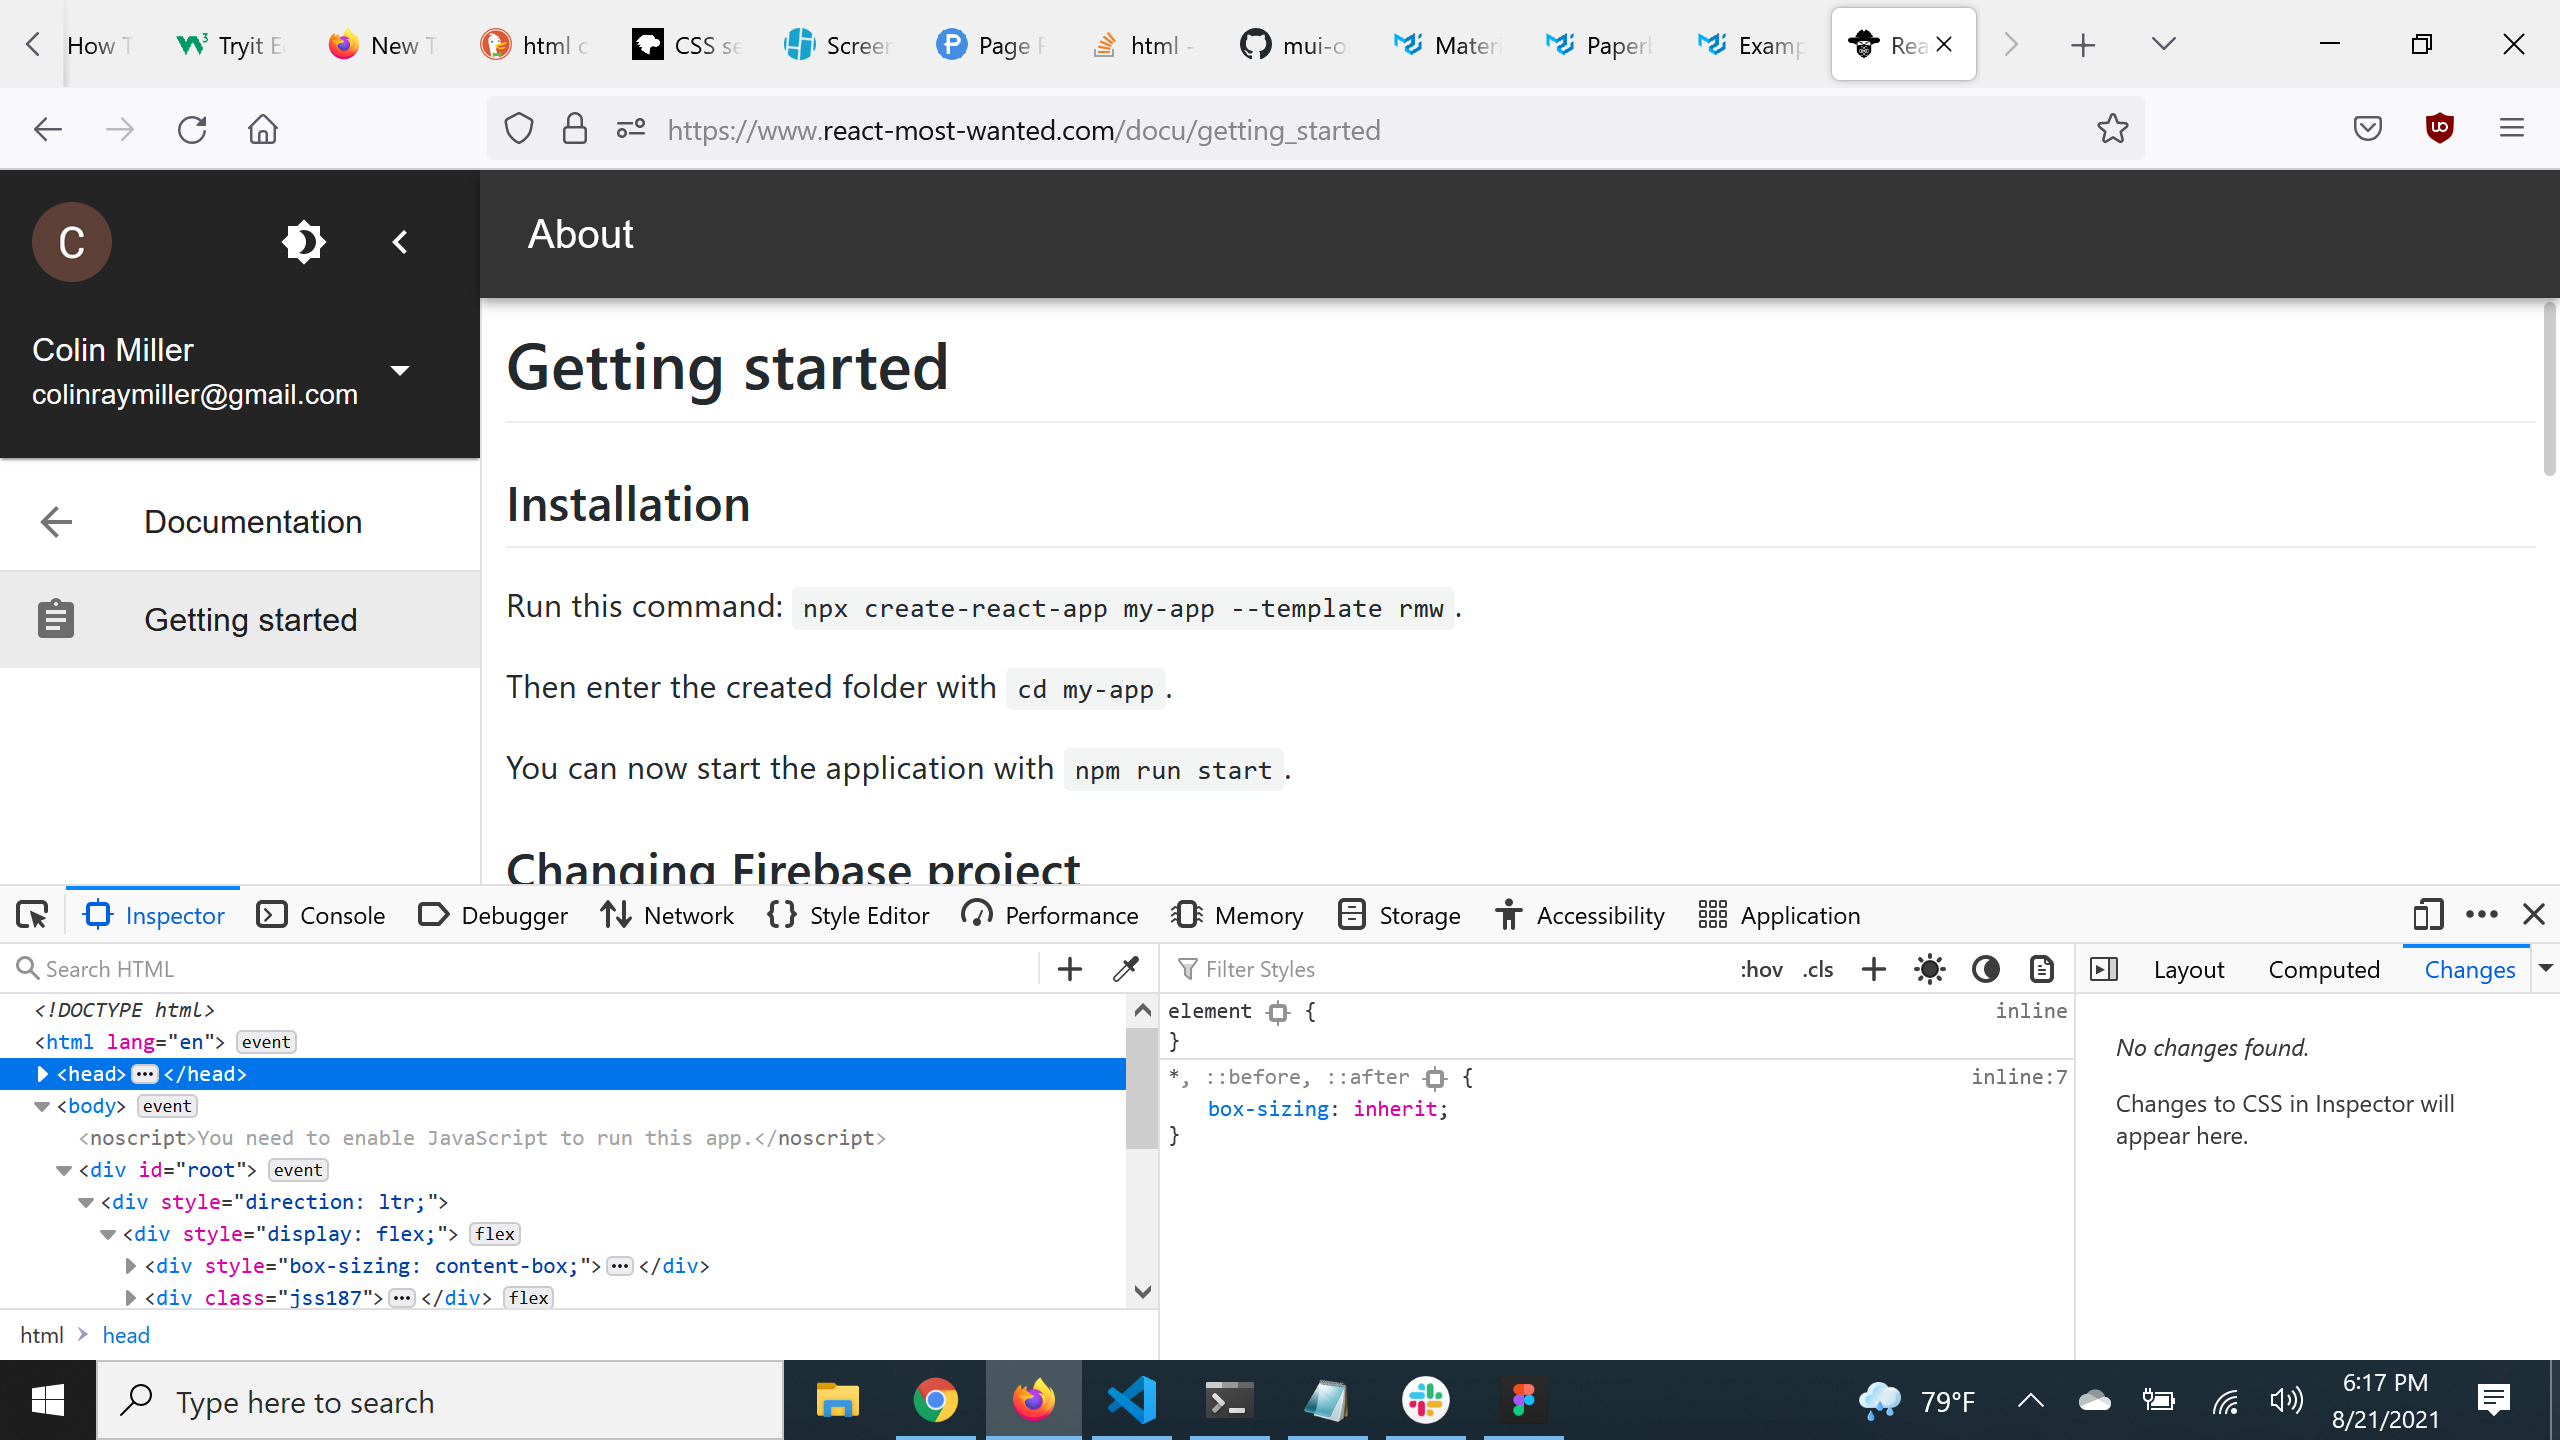 How T
Tryit Ed
New T
html c
CSS se
Screen
Page R
html -
mui-o
Materi
Paperb
Examp
Rea
https://www.react-most-wanted.com/docu/getting_started
C
About
Colin Miller
colinraymiller@gmail.com
Documentation
Getting started
Getting started
Installation
Run this command: npx create-react-app my-app --template rmw.
Then enter the created folder with cd my-app.
You can now start the application with npm run start.
Changing Firebase project
Inspector Console Debugger Network Style Editor Performance Memory Storage Accessibility Application
Search HTML
<!DOCTYPE html>
<html lang="en"> event
<head>···</head>
<body> event
<noscript>You need to enable JavaScript to run this app.</noscript>
<div id="root"> event
<div style="direction: ltr;">
<div style="display: flex;"> flex
<div style="box-sizing: content-box;">···</div>
<div class="jss187">···</div> flex
html > head
Filter Styles :hov .cls
element { inline
}
*, ::before, ::after { inline:7
box-sizing: inherit;
}
Layout Computed Changes
No changes found.
Changes to CSS in Inspector will
appear here.
Type here to search
79°F
6:17 PM
8/21/2021